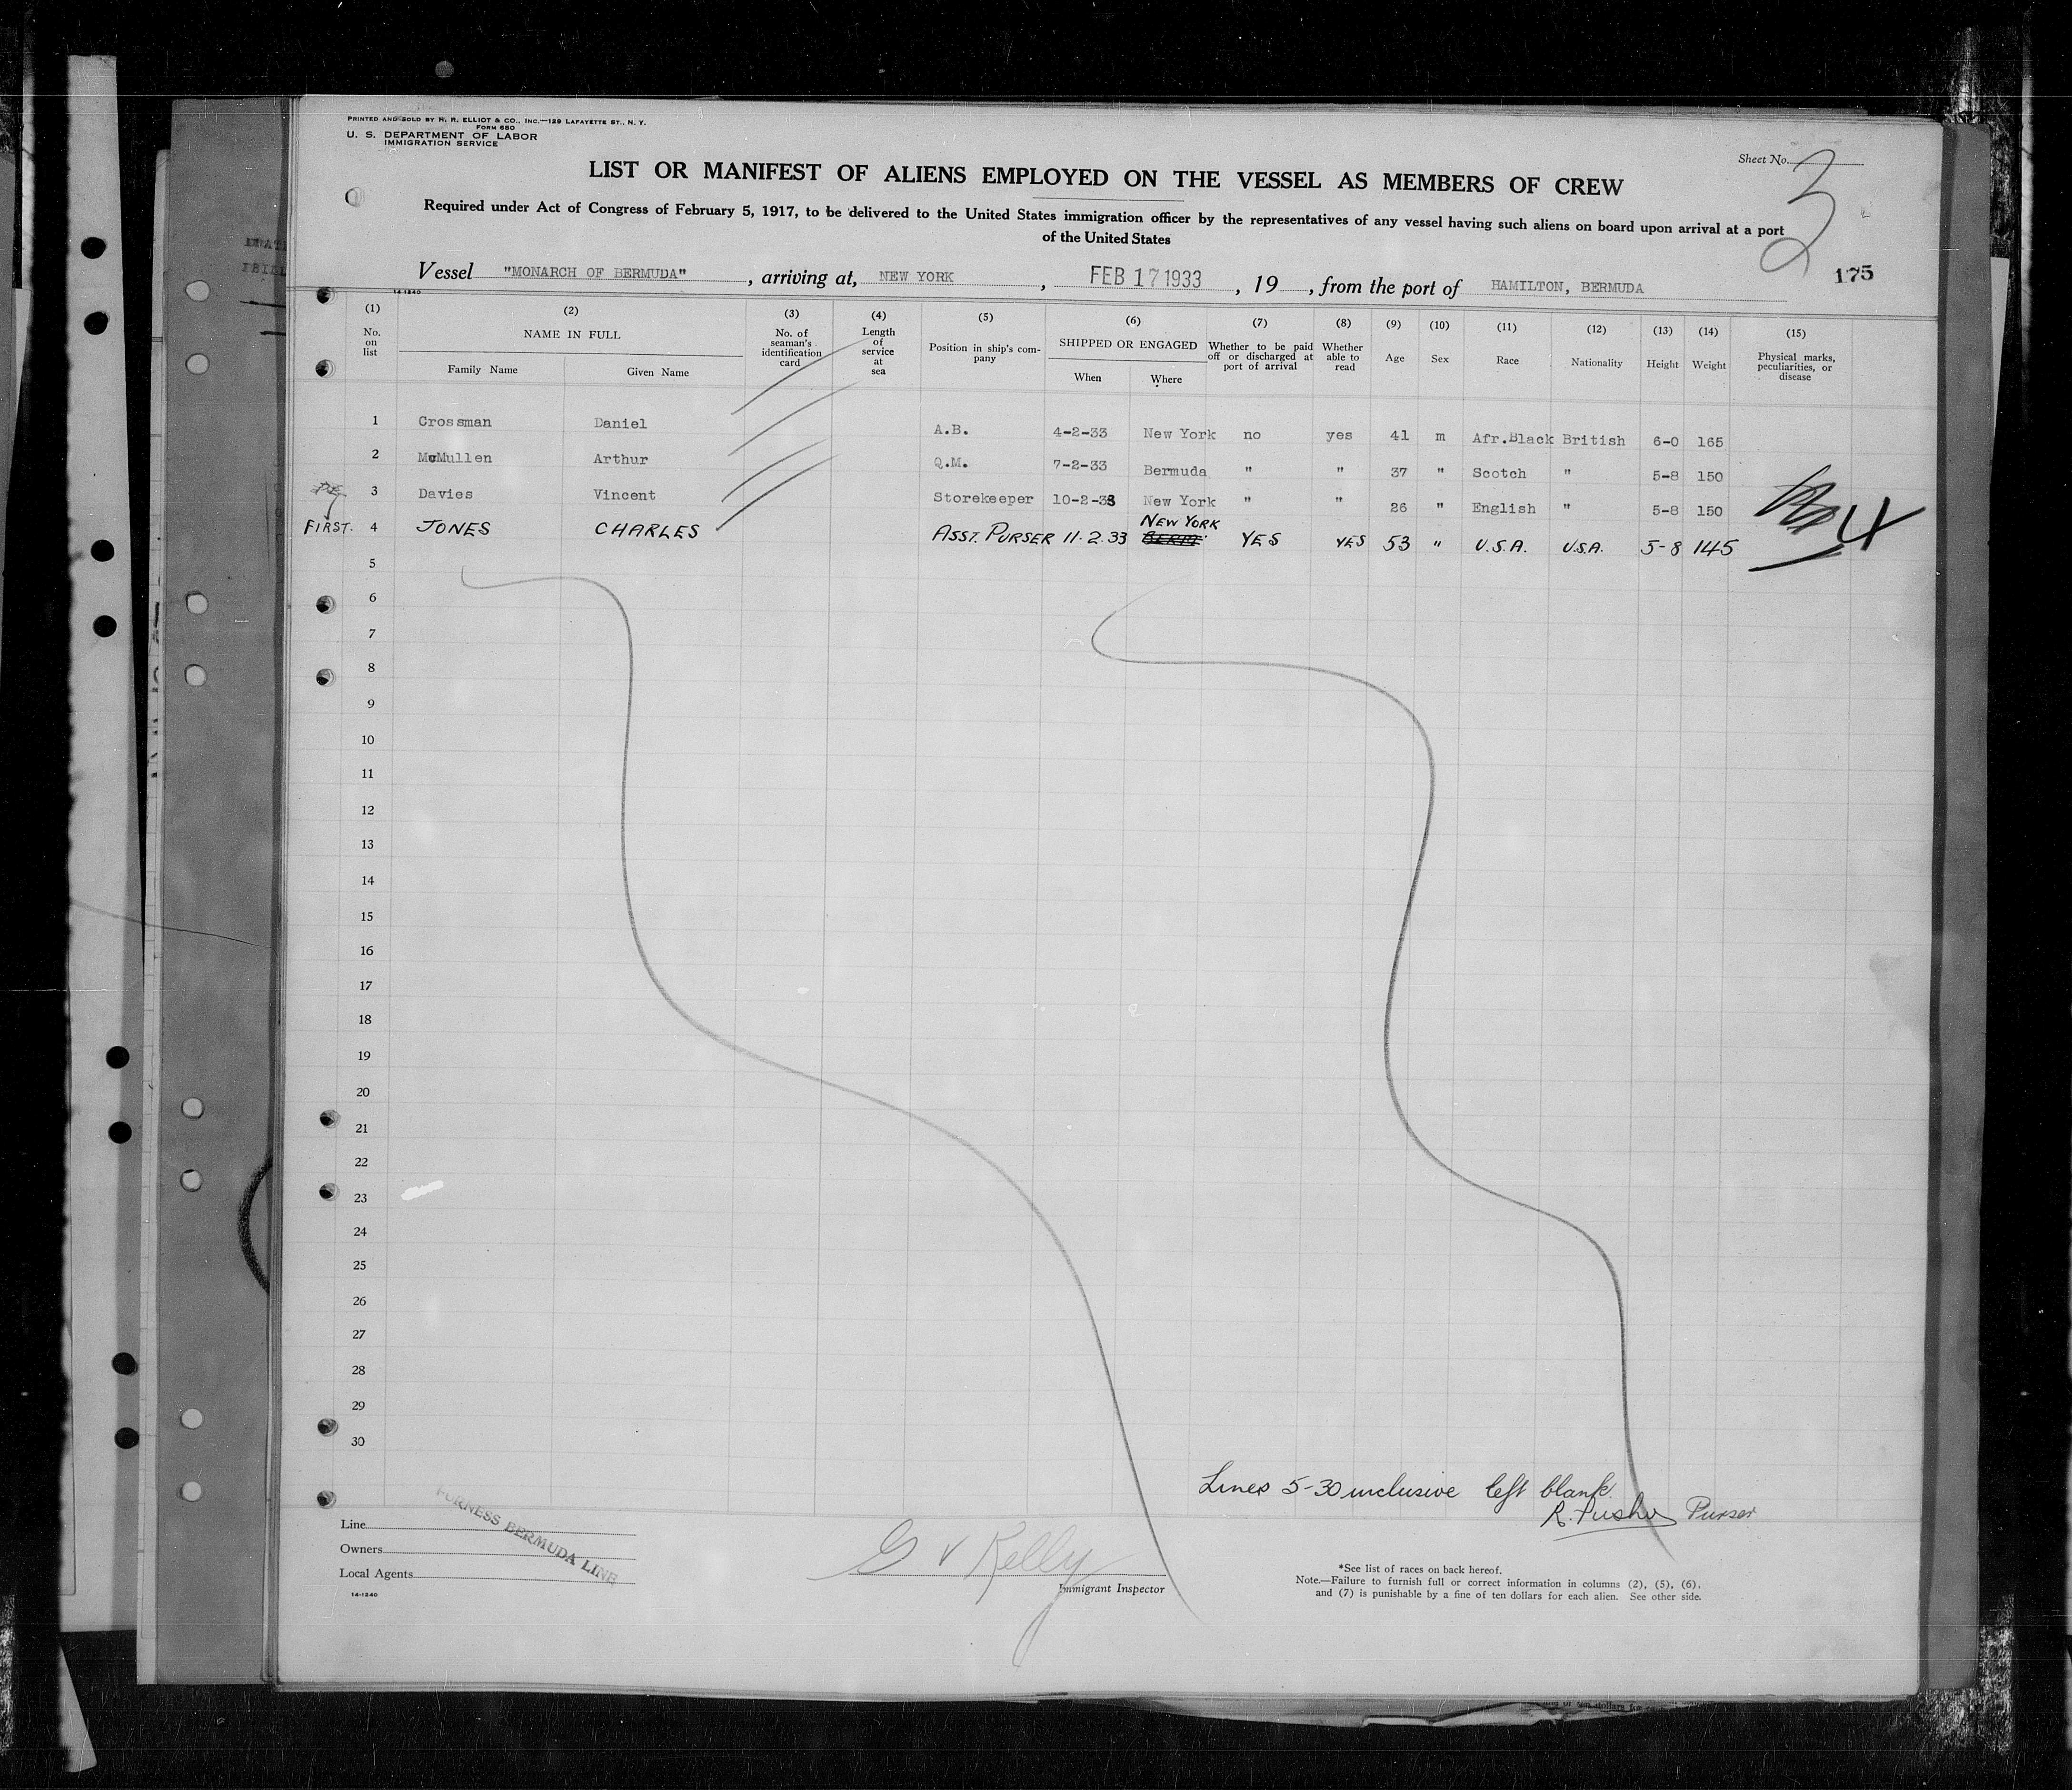 PRINTED AND SOLD BY H. R. ELLIOT & CO., INC.—129 LAFAYETTE ST., N. Y.
FORM 680
U. S. DEPARTMENT OF LABOR
IMMIGRATION SERVICE
Sheet No. 3
LIST OR MANIFEST OF ALIENS EMPLOYED ON THE VESSEL AS MEMBERS OF CREW
Required under Act of Congress of February 5, 1917, to be delivered to the United States immigration officer by the representatives of any vessel having such aliens on board upon arrival at a port
of the United States
175
Vessel "MONARCH OF BERMUDA", arriving at, NEW YORK, FEB 17 1933, 19 , from the port of HAMILTON, BERMUDA
14-1240
(1) (2) (3) (4) (5) (6) (7) (8) (9) (10) (11) (12) (13) (14) (15)
No. on list NAME IN FULL No. of seaman's identification card Length of service at sea Position in ship's company SHIPPED OR ENGAGED Whether to be paid off or discharged at port of arrival Whether able to read Age Sex Race Nationality Height Weight Physical marks, peculiarities, or disease
Family Name Given Name When Where
1 Crossman Daniel A.B. 4-2-33 New York no yes 41 m Afr.Black British 6-0 165
2 McMullen Arthur Q.M. 7-2-33 Bermuda " " 37 " Scotch " 5-8 150
3 Davies Vincent Storekeeper 10-2-33 New York " " 26 " English " 5-8 150
FIRST. 4 JONES CHARLES ASST. PURSER 11.2.33 NEW YORK YES YES 53 " U.S.A. U.S.A. 5-8 145
4
5
6
7
8
9
10
11
12
13
14
15
16
17
18
19
20
21
22
23
24
25
26
27
28
29
30
Lines 5-30 inclusive left blank.
Purser
Line
Owners
Local Agents
FURNESS BERMUDA LINE
14-1240
G V Kelly
Immigrant Inspector
*See list of races on back hereof.
Note.—Failure to furnish full or correct information in columns (2), (5), (6),
and (7) is punishable by a fine of ten dollars for each alien. See other side.